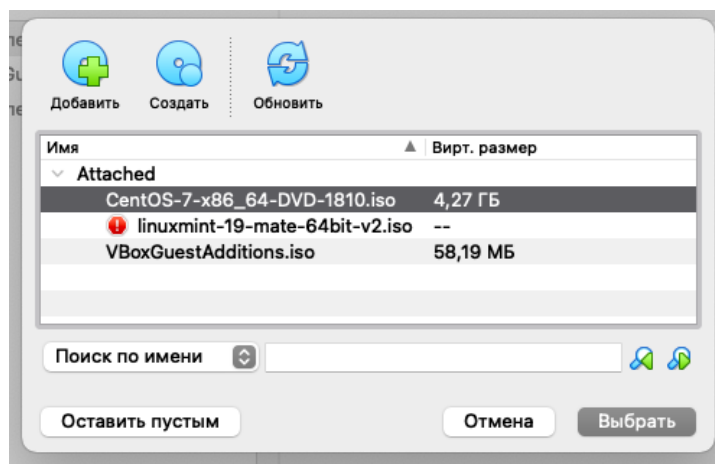 Добавить Создать Обновить
Имя Вирт. размер
Attached
CentOS-7-x86_64-DVD-1810.iso 4,27 ГБ
linuxmint-19-mate-64bit-v2.iso --
VBoxGuestAdditions.iso 58,19 МБ
Поиск по имени
Оставить пустым Отмена Выбрать